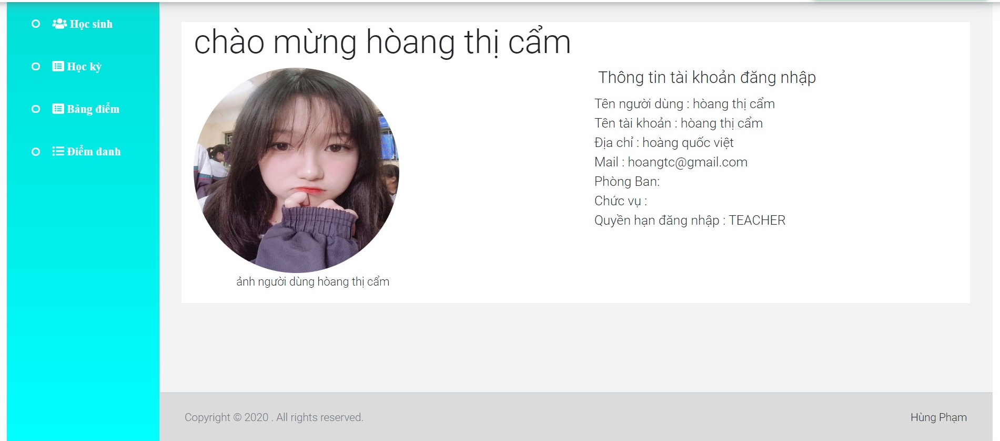 Học sinh
Học kỳ
Bảng điểm
Điểm danh
chào mừng hòang thị cẩm
ảnh người dùng hòang thị cẩm
Thông tin tài khoản đăng nhập
Tên người dùng : hòang thị cẩm
Tên tài khoản : hòang thị cẩm
Địa chỉ : hoàng quốc việt
Mail : hoangtc@gmail.com
Phòng Ban:
Chức vụ :
Quyền hạn đăng nhập : TEACHER
Copyright © 2020 . All rights reserved.
Hùng Phạm